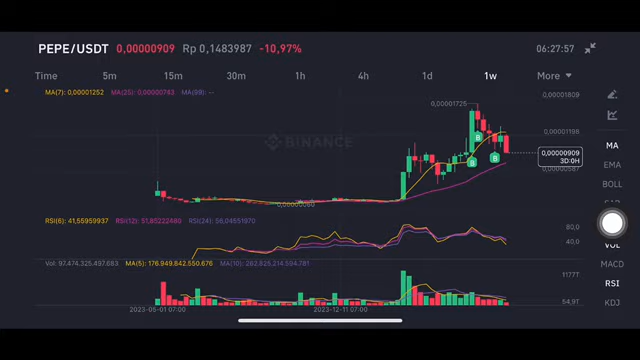 PEPE/USDT 0,00000909 Rp 0,1483987 -10,97% 06:27:57
Time 5m 15m 30m 1h 4h 1d 1w More
MA(7): 0,00001252 MA(25): 0,00000763 MA(99): --
0,00001809
0,00001725
0,00001198
BINANCE
0,00000909
3D:0H
0,00000587
0,00000060
B
B
B
MA
EMA
BOLL
RSI(6): 41,55959937 RSI(12): 51,85222480 RSI(24): 56,04551970
80,0
40,0
VOL
Vol: 97.474.325.497.683 MA(5): 176.949.842.550.676 MA(10): 282.825.214.594.781
MACD
1177T
RSI
54,9T
KDJ
2023-05-01 07:00 2023-12-11 07:00